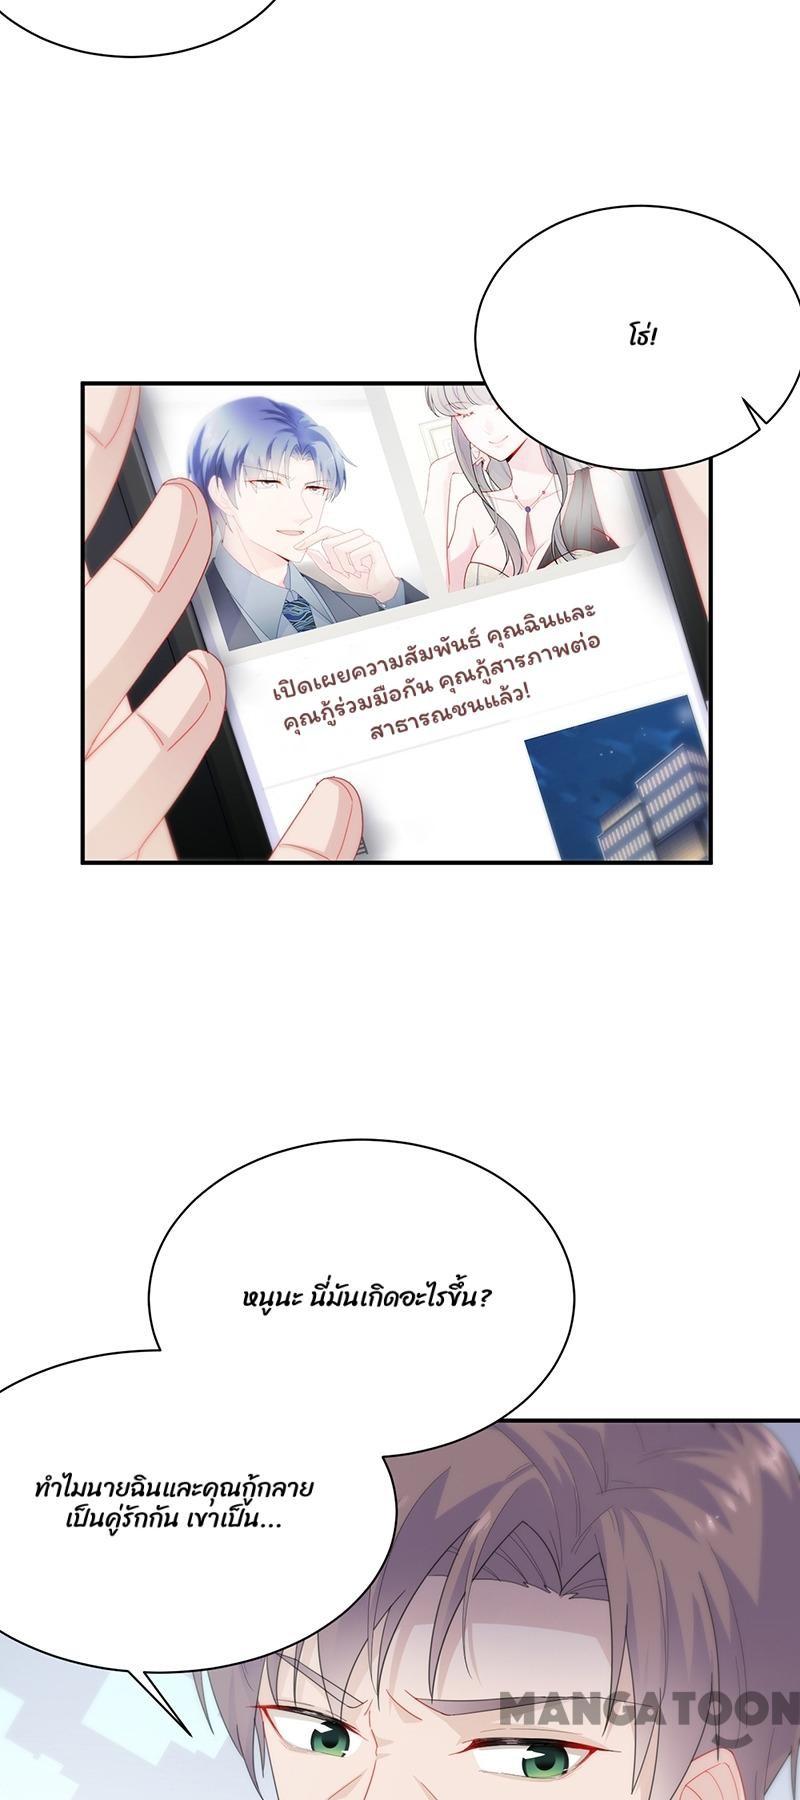 โธ่!
เปิดเผยความสัมพันธ์ คุณฉินและ
คุณกู้ร่วมมือกัน คุณกู้สารภาพต่อ
สาธารณชนแล้ว!
หนูนะ นี่มันเกิดอะไรขึ้น?
ทำไมนายฉินและคุณกู้กลาย
เป็นคู่รักกัน เขาเป็น...
MANGATOON